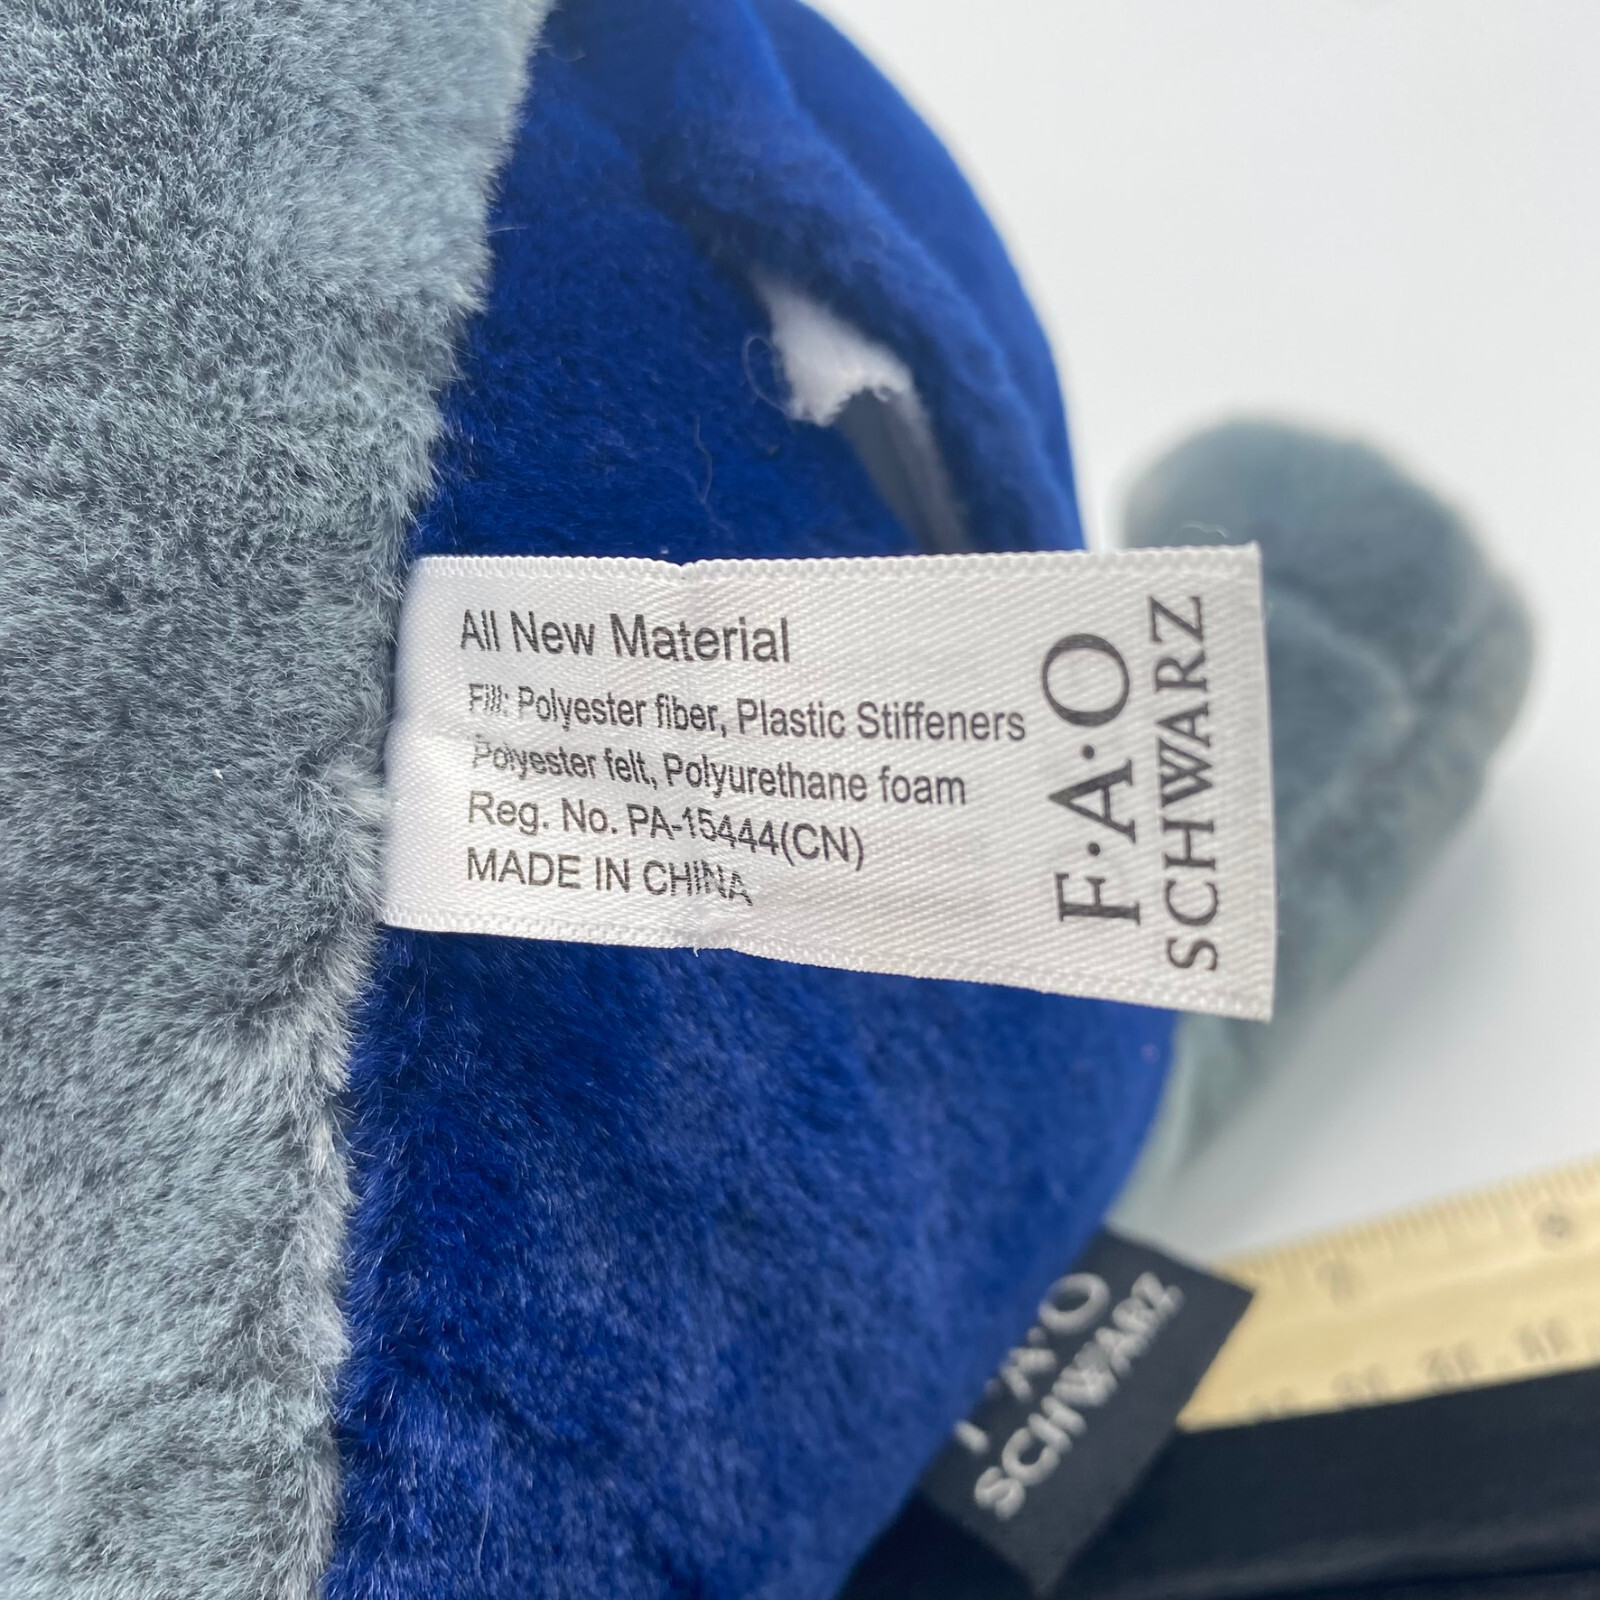 All New Material
Fill: Polyester fiber, Plastic Stiffeners
Polyester felt, Polyurethane foam
Reg. No. PA-15444(CN)
MADE IN CHINA
F·A·O
SCHWARZ
F·A·O
SCHWARZ